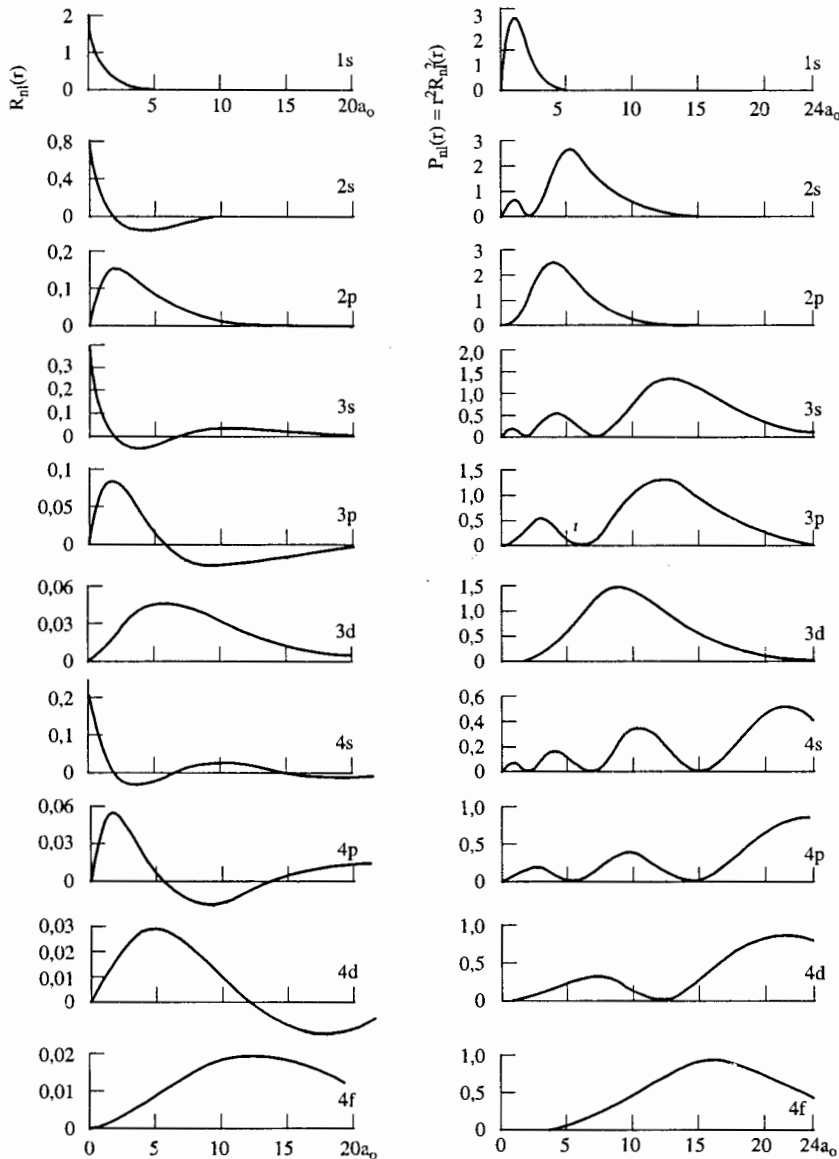 R_nl(r)
2
1
0
1s
5 10 15 20a₀
0,8
0,4
0
2s
0,2
0,1
0
2p
0,3
0,2
0,1
0
3s
0,1
0,05
0
3p
0,06
0,03
0
3d
0,2
0,1
0
4s
0,06
0,03
0
4p
0,03
0,02
0,01
0
4d
0,02
0,01
0
4f
0 5 10 15 20a₀
P_nl(r) = r²R²_nl(r)
3
2
1
0
1s
5 10 15 20 24a₀
3
2
1
0
2s
3
2
1
0
2p
2,0
1,5
1,0
0,5
0
3s
1,5
1,0
0,5
0
3p
1,5
1,0
0,5
0
3d
0,6
0,4
0,2
0
4s
1,0
0,5
0
4p
1,0
0,5
0
4d
1,0
0,5
0
4f
0 5 10 15 20 24a₀